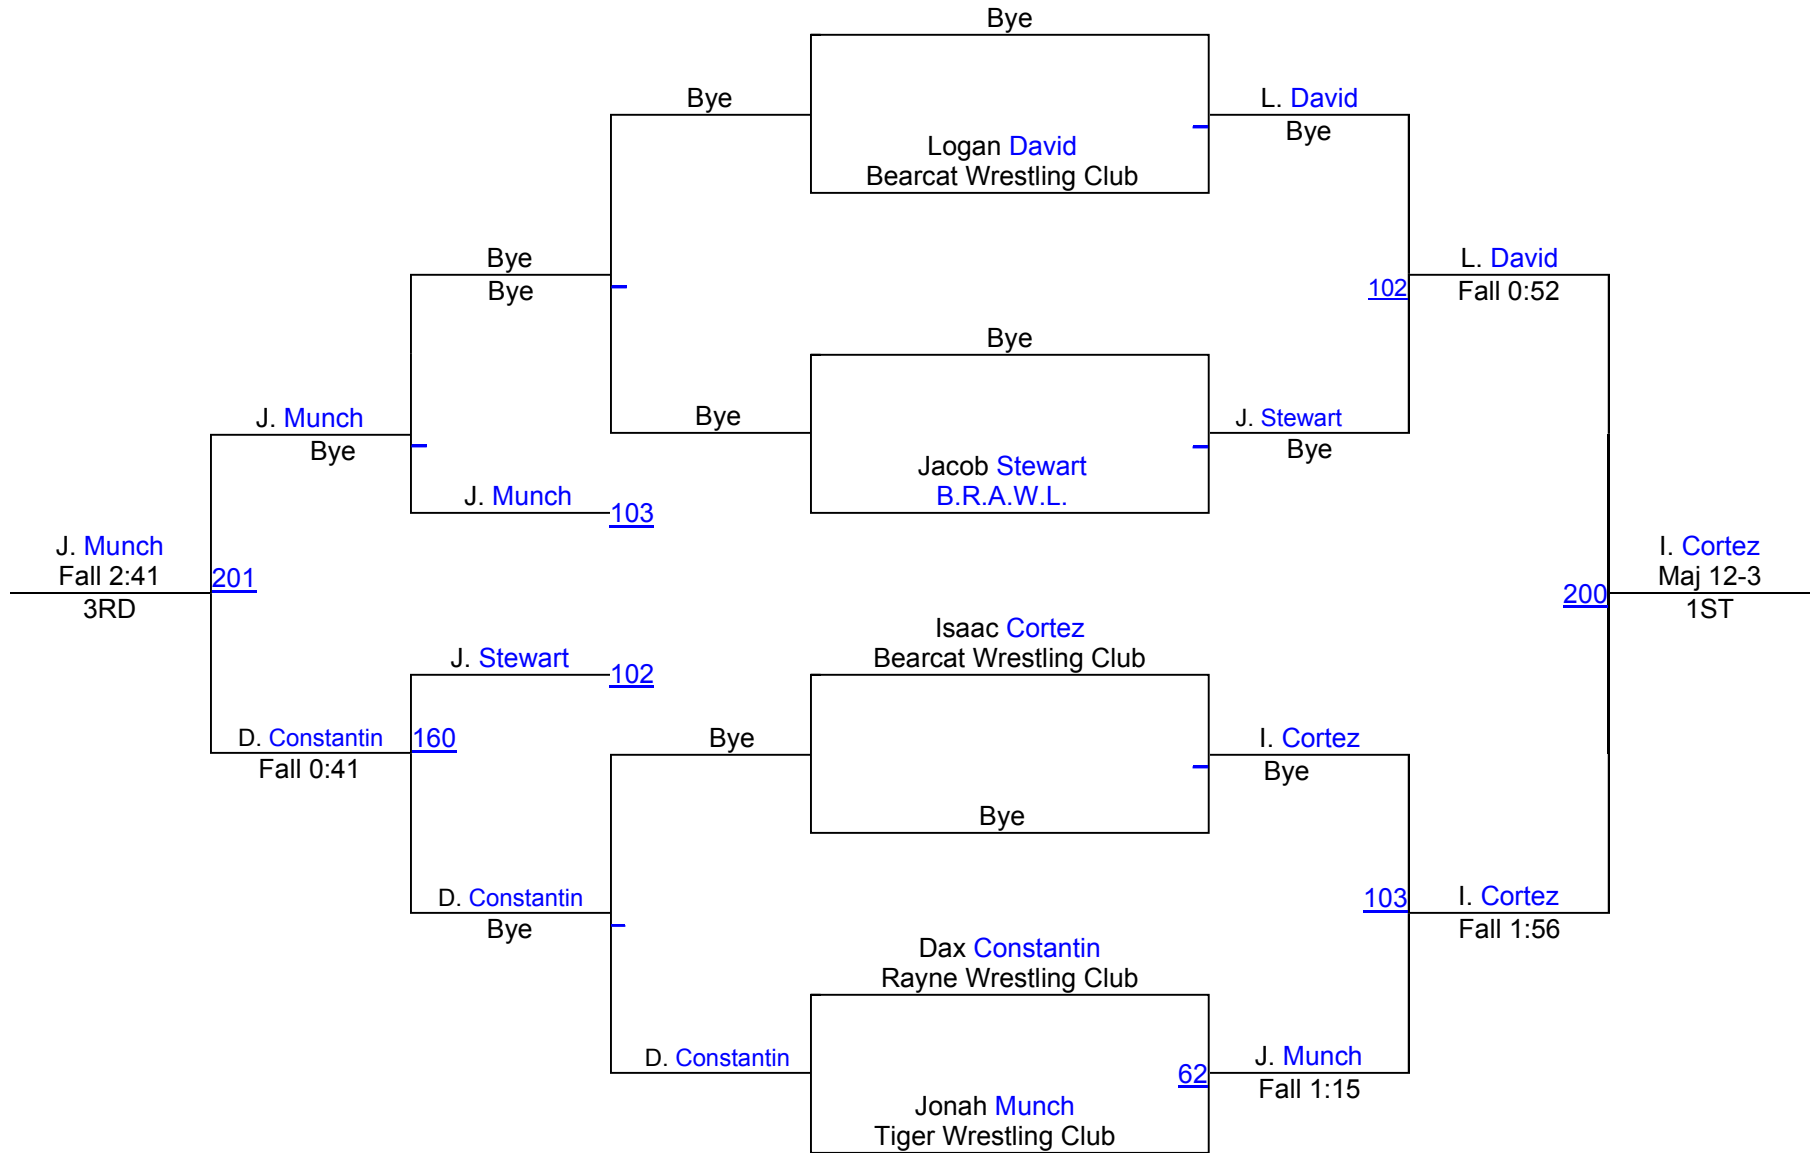 Bye
Bye
L. David
Bye
Logan David
Bearcat Wrestling Club
Bye
Bye
L. David
Fall 0:52
102
Bye
Bye
J. Stewart
Bye
J. Munch
Bye
Jacob Stewart
B.R.A.W.L.
J. Munch
103
J. Munch
Fall 2:41
3RD
201
I. Cortez
Maj 12-3
1ST
200
Isaac Cortez
Bearcat Wrestling Club
J. Stewart
102
D. Constantin
Fall 0:41
160
Bye
I. Cortez
Bye
Bye
D. Constantin
Bye
103
I. Cortez
Fall 1:56
Dax Constantin
Rayne Wrestling Club
D. Constantin
62
J. Munch
Fall 1:15
Jonah Munch
Tiger Wrestling Club